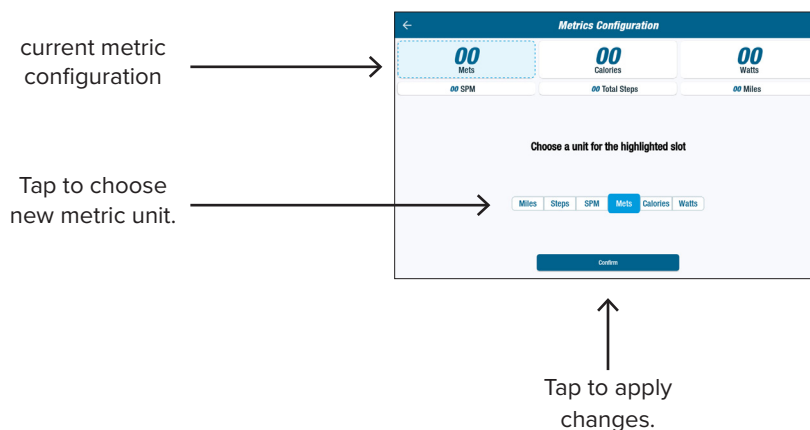 Metrics Configuration
current metric
configuration
00
Mets
00
Calories
00
Watts
00 SPM
00 Total Steps
00 Miles
Choose a unit for the highlighted slot
Tap to choose
new metric unit.
Miles Steps SPM Mets Calories Watts
Confirm
Tap to apply
changes.